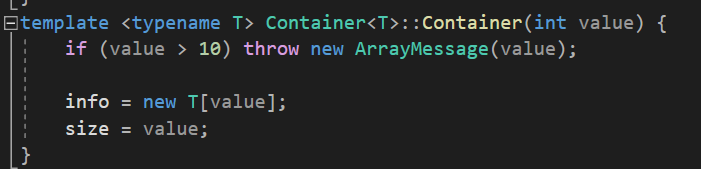 template <typename T> Container<T>::Container(int value) {
    if (value > 10) throw new ArrayMessage(value);

    info = new T[value];
    size = value;
}